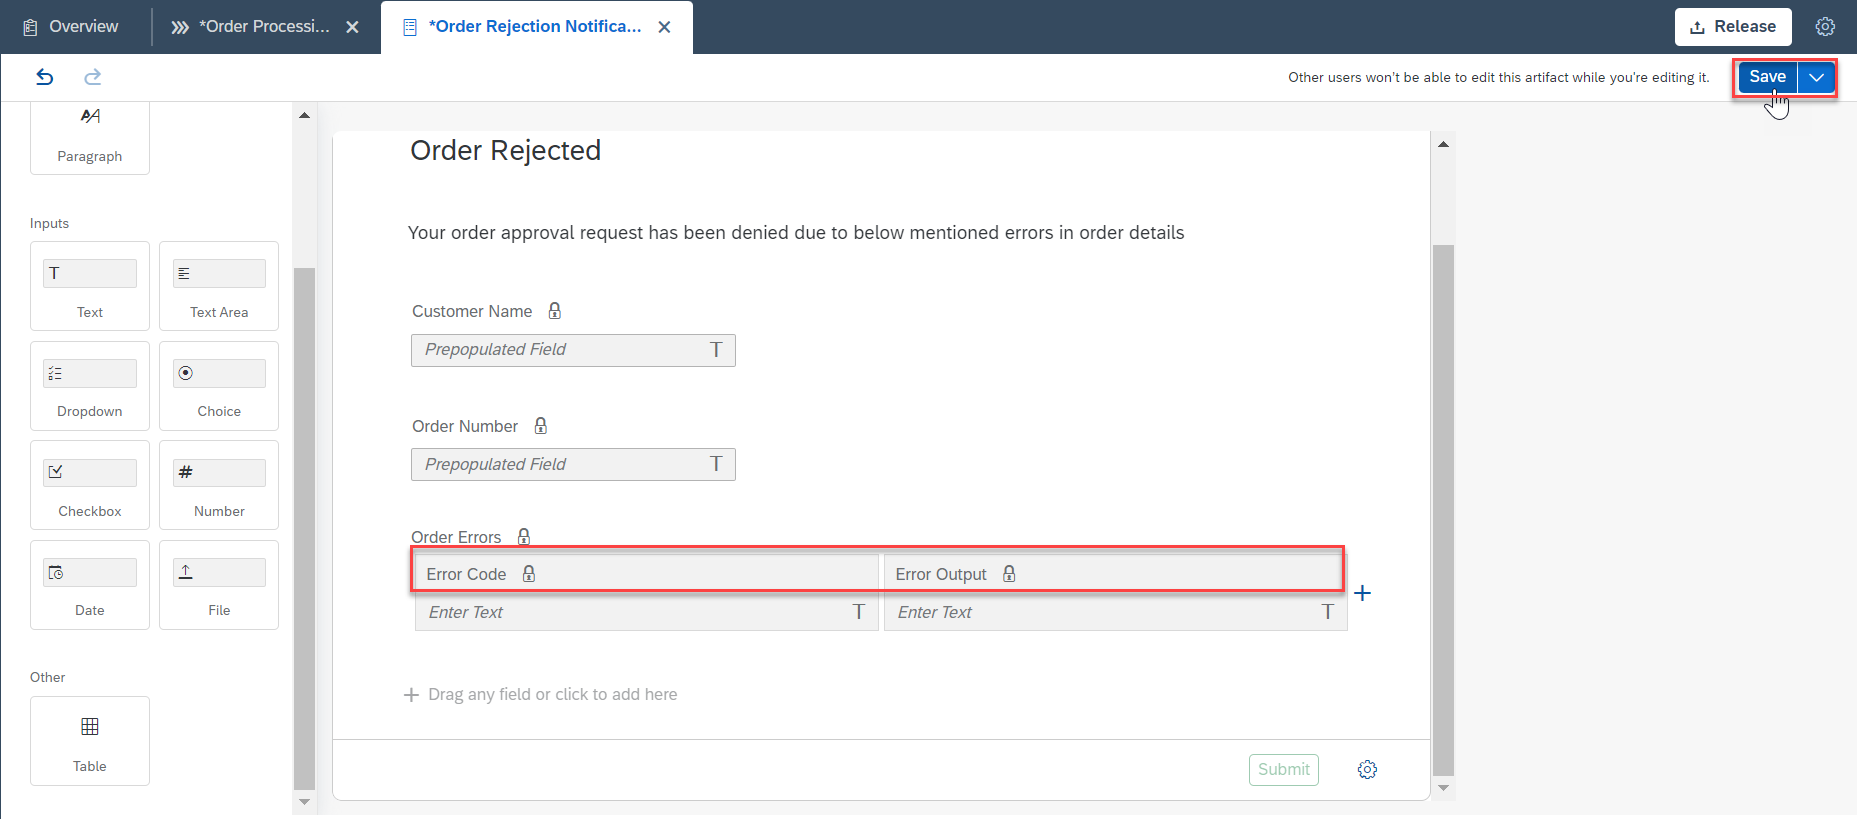 Overview
*Order Processi...
*Order Rejection Notifica...
Release
Other users won't be able to edit this artifact while you're editing it.
Save
Paragraph
Inputs
Text
Text Area
Dropdown
Choice
Checkbox
Number
Date
File
Other
Table
Order Rejected
Your order approval request has been denied due to below mentioned errors in order details
Customer Name
Prepopulated Field
Order Number
Prepopulated Field
Order Errors
Error Code
Error Output
Enter Text
Enter Text
Drag any field or click to add here
Submit